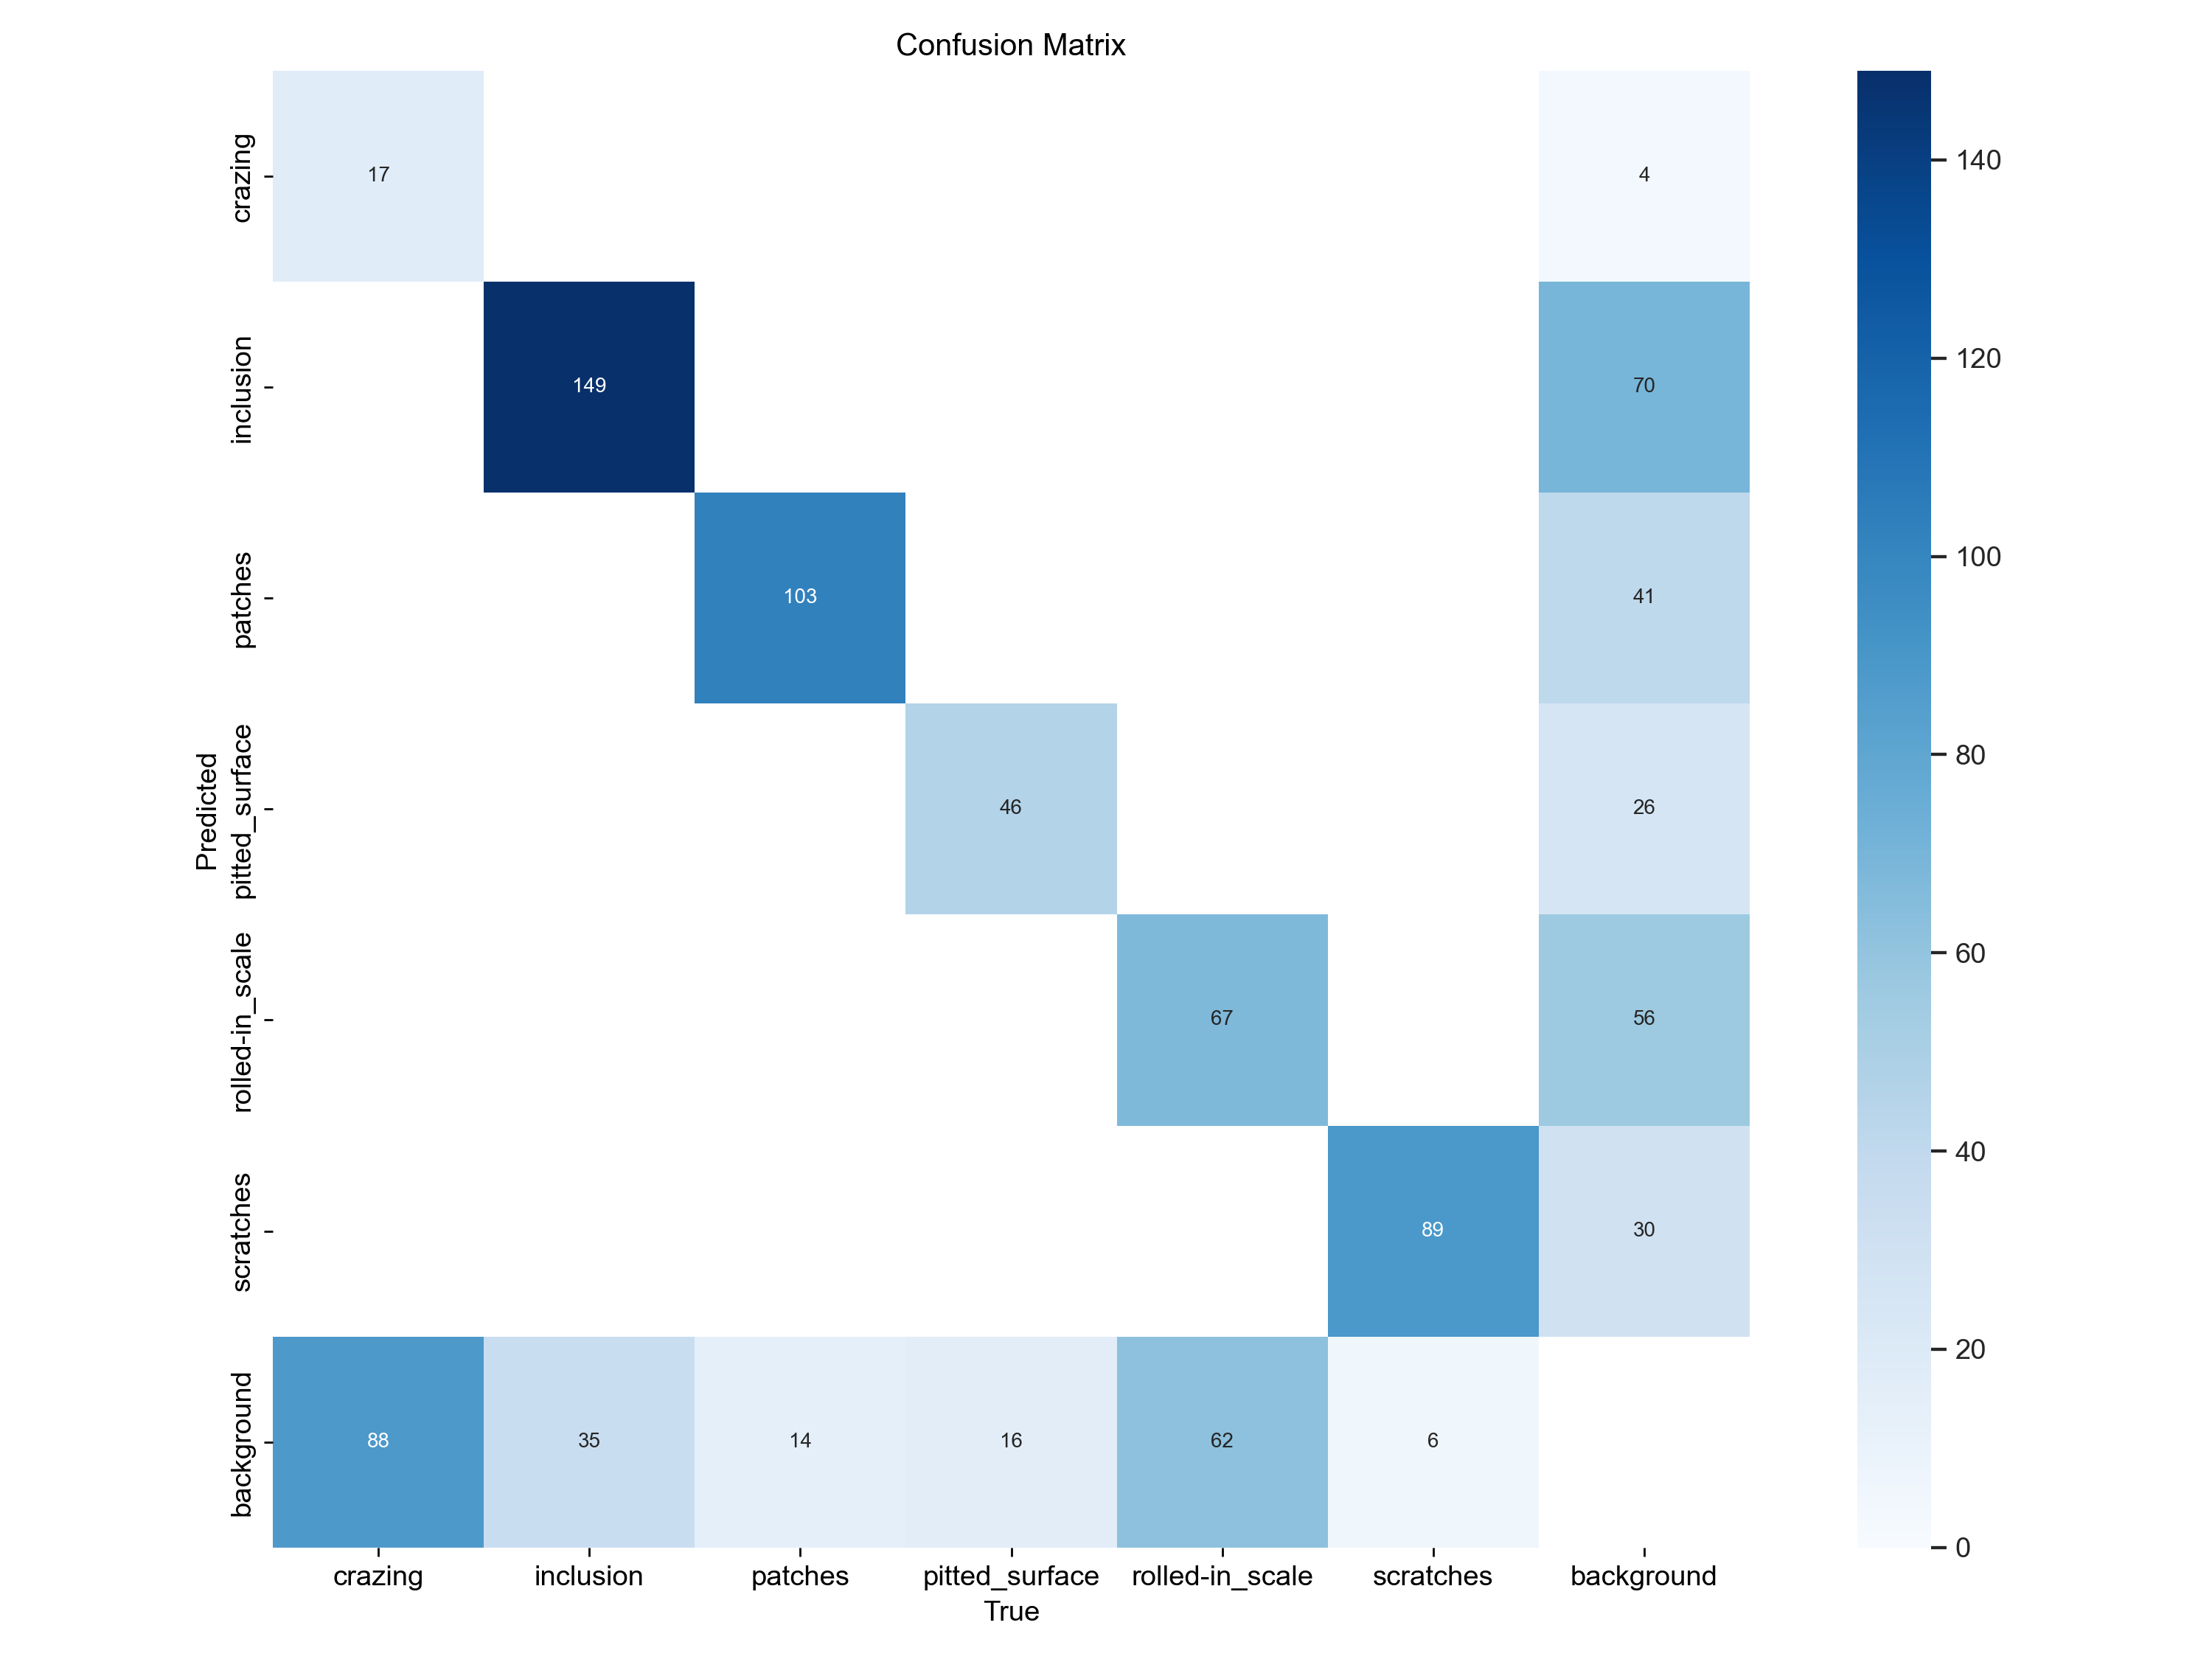 Confusion Matrix
crazing
17
4
140
inclusion
149
70
120
patches
103
41
100
Predicted
pitted_surface
46
26
80
rolled-in_scale
67
56
60
scratches
89
30
40
background
88
35
14
16
62
6
20
0
crazing inclusion patches pitted_surface rolled-in_scale scratches background
True